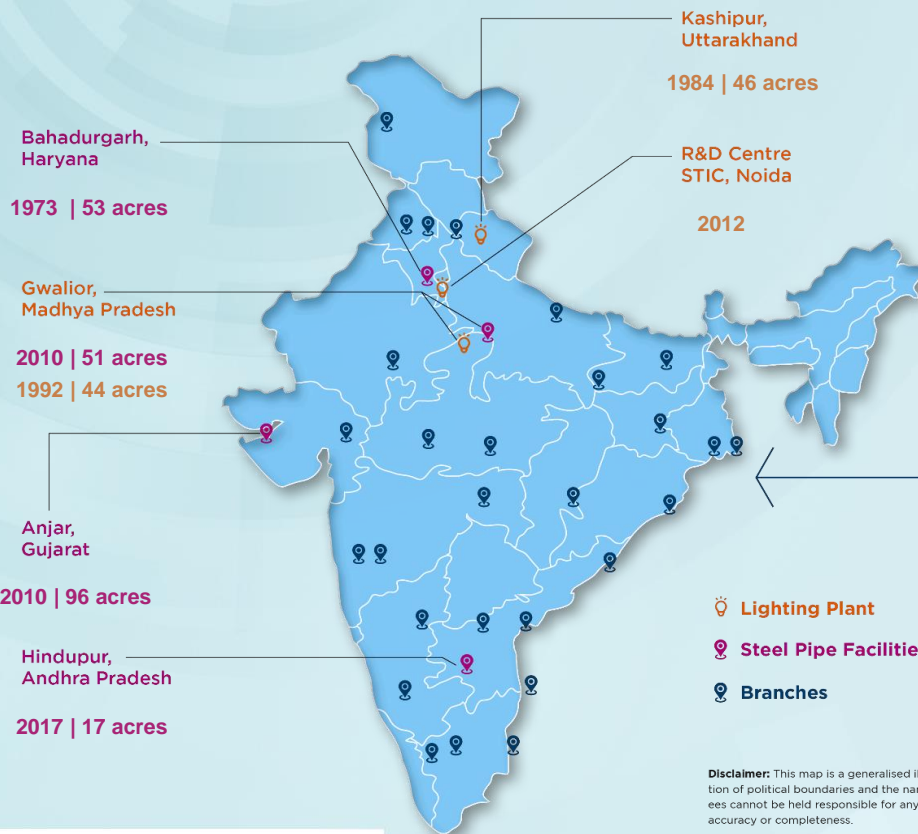 Kashipur,
Uttarakhand
1984 | 46 acres
Bahadurgarh,
Haryana
1973 | 53 acres
R&D Centre
STIC, Noida
2012
Gwalior,
Madhya Pradesh
2010 | 51 acres
1992 | 44 acres
Anjar,
Gujarat
2010 | 96 acres
Hindupur,
Andhra Pradesh
2017 | 17 acres
Lighting Plant
Steel Pipe Facilitie
Branches
Disclaimer: This map is a generalised il
tion of political boundaries and the nar
ees cannot be held responsible for any
accuracy or completeness.